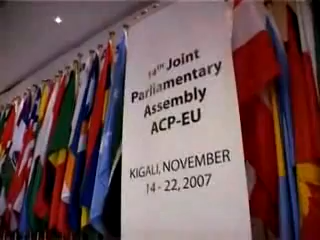 14TH Joint
Parliamentary
Assembly
ACP-EU
KIGALI, NOVEMBER
14 - 22, 2007